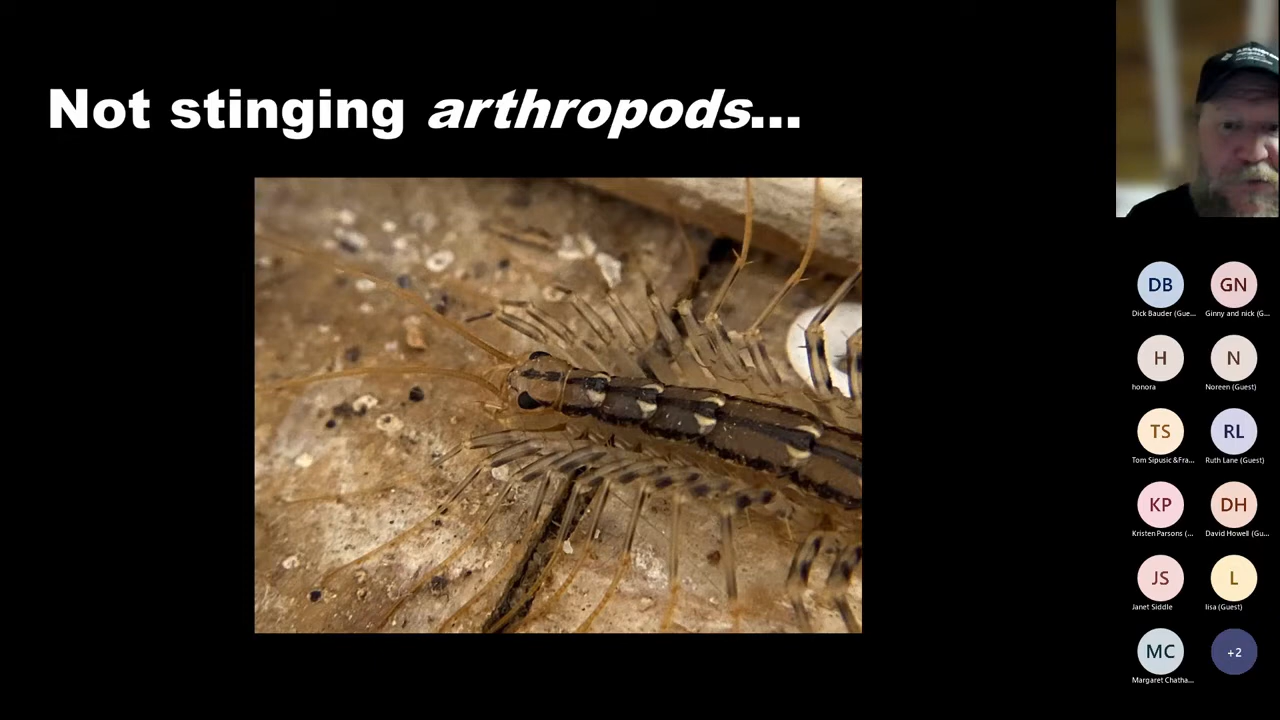 Not stinging arthropods...
DB
GN
Dick Bauder (Gue...
Ginny and nick (G...
H
N
honora
Noreen (Guest)
TS
RL
Tom Sipusic &Fra...
Ruth Lane (Guest)
KP
DH
Kristen Parsons (...
David Howell (Gu...
JS
L
Janet Siddle
lisa (Guest)
MC
+2
Margaret Chatha...